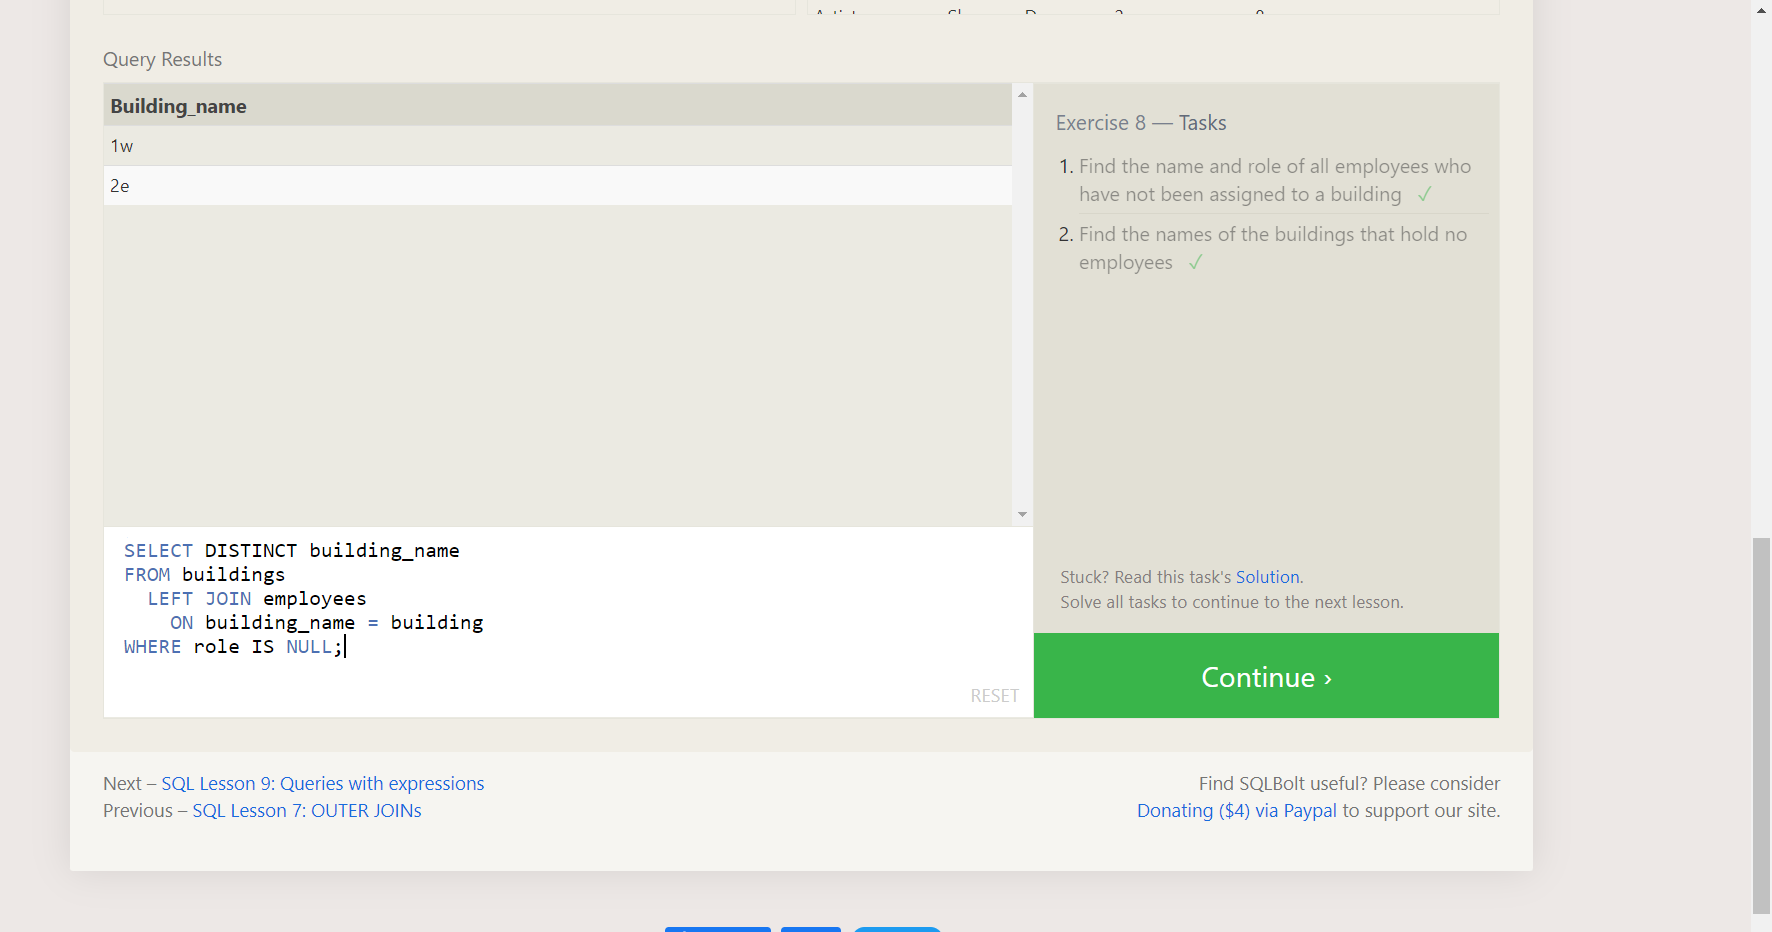 Query Results
Building_name
1w
2e
SELECT DISTINCT building_name
FROM buildings
  LEFT JOIN employees
    ON building_name = building
WHERE role IS NULL;
RESET
Exercise 8 — Tasks
1. Find the name and role of all employees who
have not been assigned to a building ✓
2. Find the names of the buildings that hold no
employees ✓
Stuck? Read this task's Solution.
Solve all tasks to continue to the next lesson.
Continue ›
Next – SQL Lesson 9: Queries with expressions
Previous – SQL Lesson 7: OUTER JOINs
Find SQLBolt useful? Please consider
Donating ($4) via Paypal to support our site.